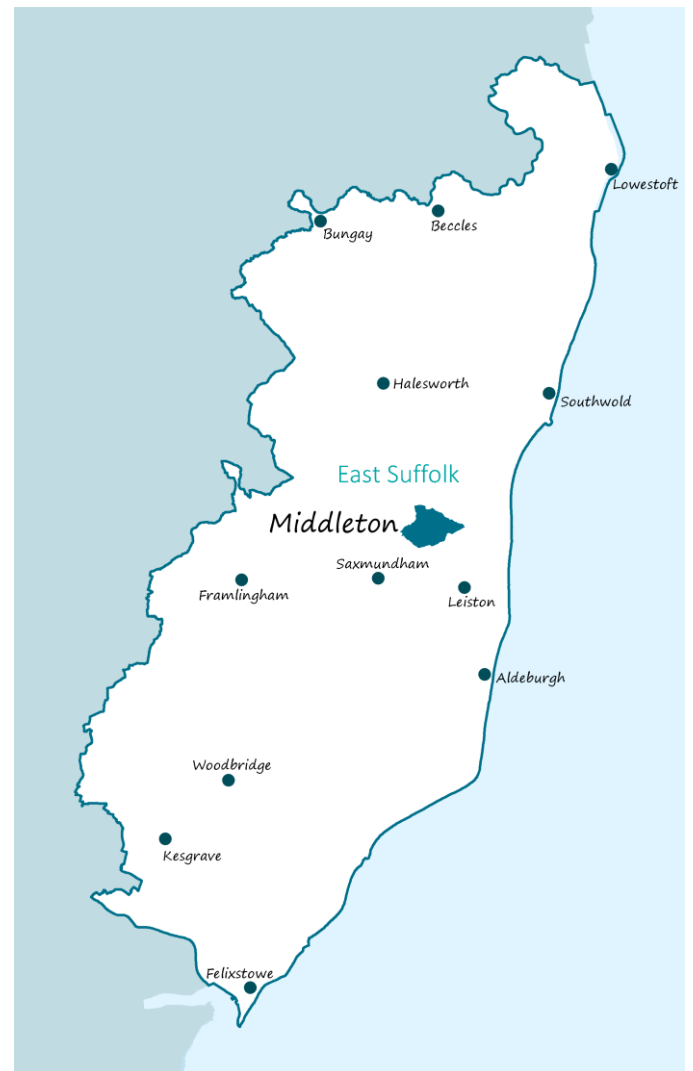 Lowestoft
Beccles
Bungay
Halesworth
Southwold
East Suffolk
Middleton
Saxmundham
Framlingham
Leiston
Aldeburgh
Woodbridge
Kesgrave
Felixstowe